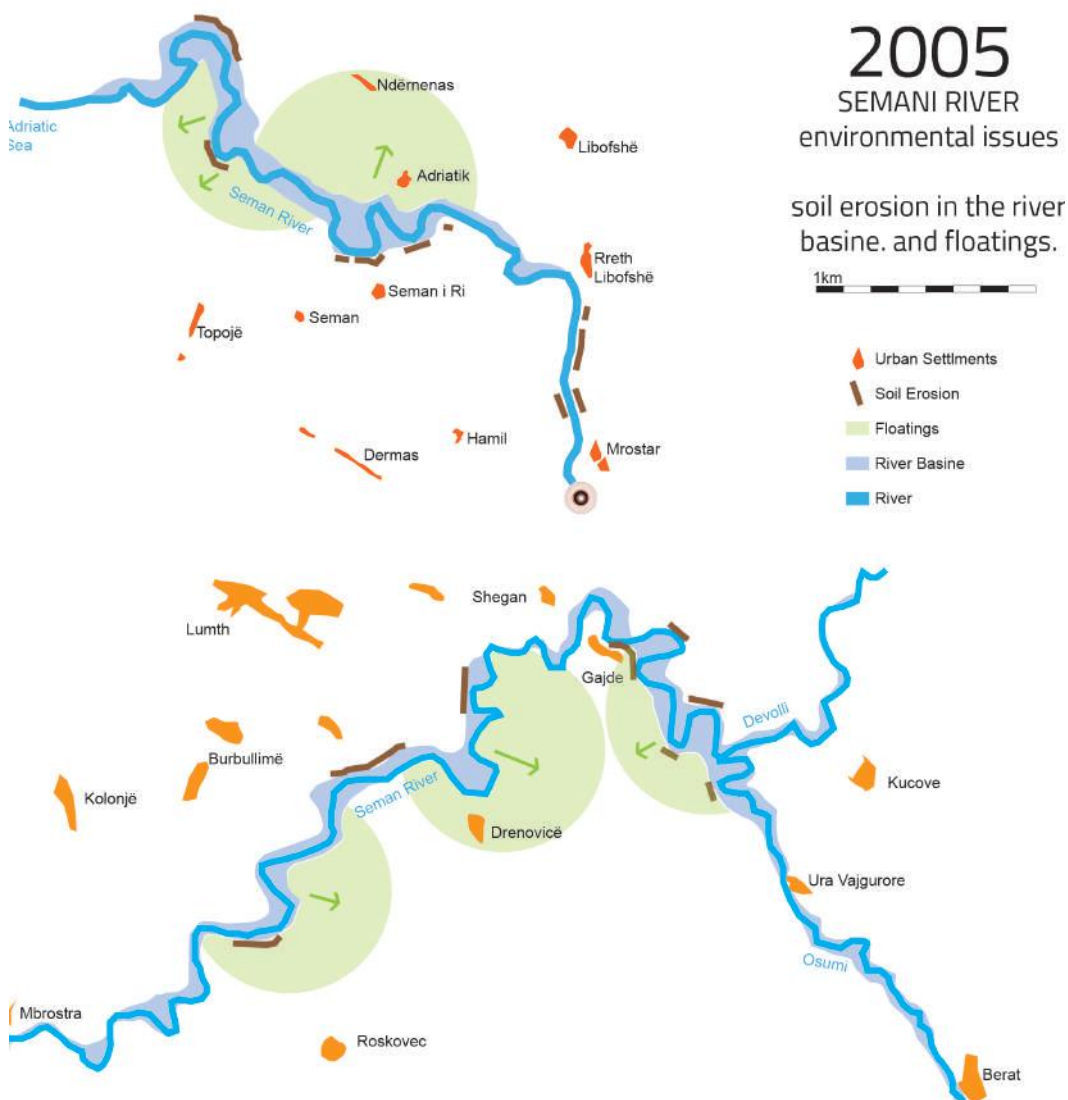 2005
SEMANI RIVER
environmental issues
soil erosion in the river
basine. and floatings.
1km
Urban Settlments
Soil Erosion
Floatings
River Basine
River
Ndërnenas
Adriatic
Sea
Libofshë
Adriatik
Seman River
Rreth
Libofshë
Seman i Ri
Seman
Topojë
Hamil
Mrostar
Dermas
Shegan
Lumth
Gajde
Devolli
Burbullimë
Kucove
Seman River
Kolonjë
Drenovicë
Ura Vajgurore
Osumi
Mbrostra
Roskovec
Berat